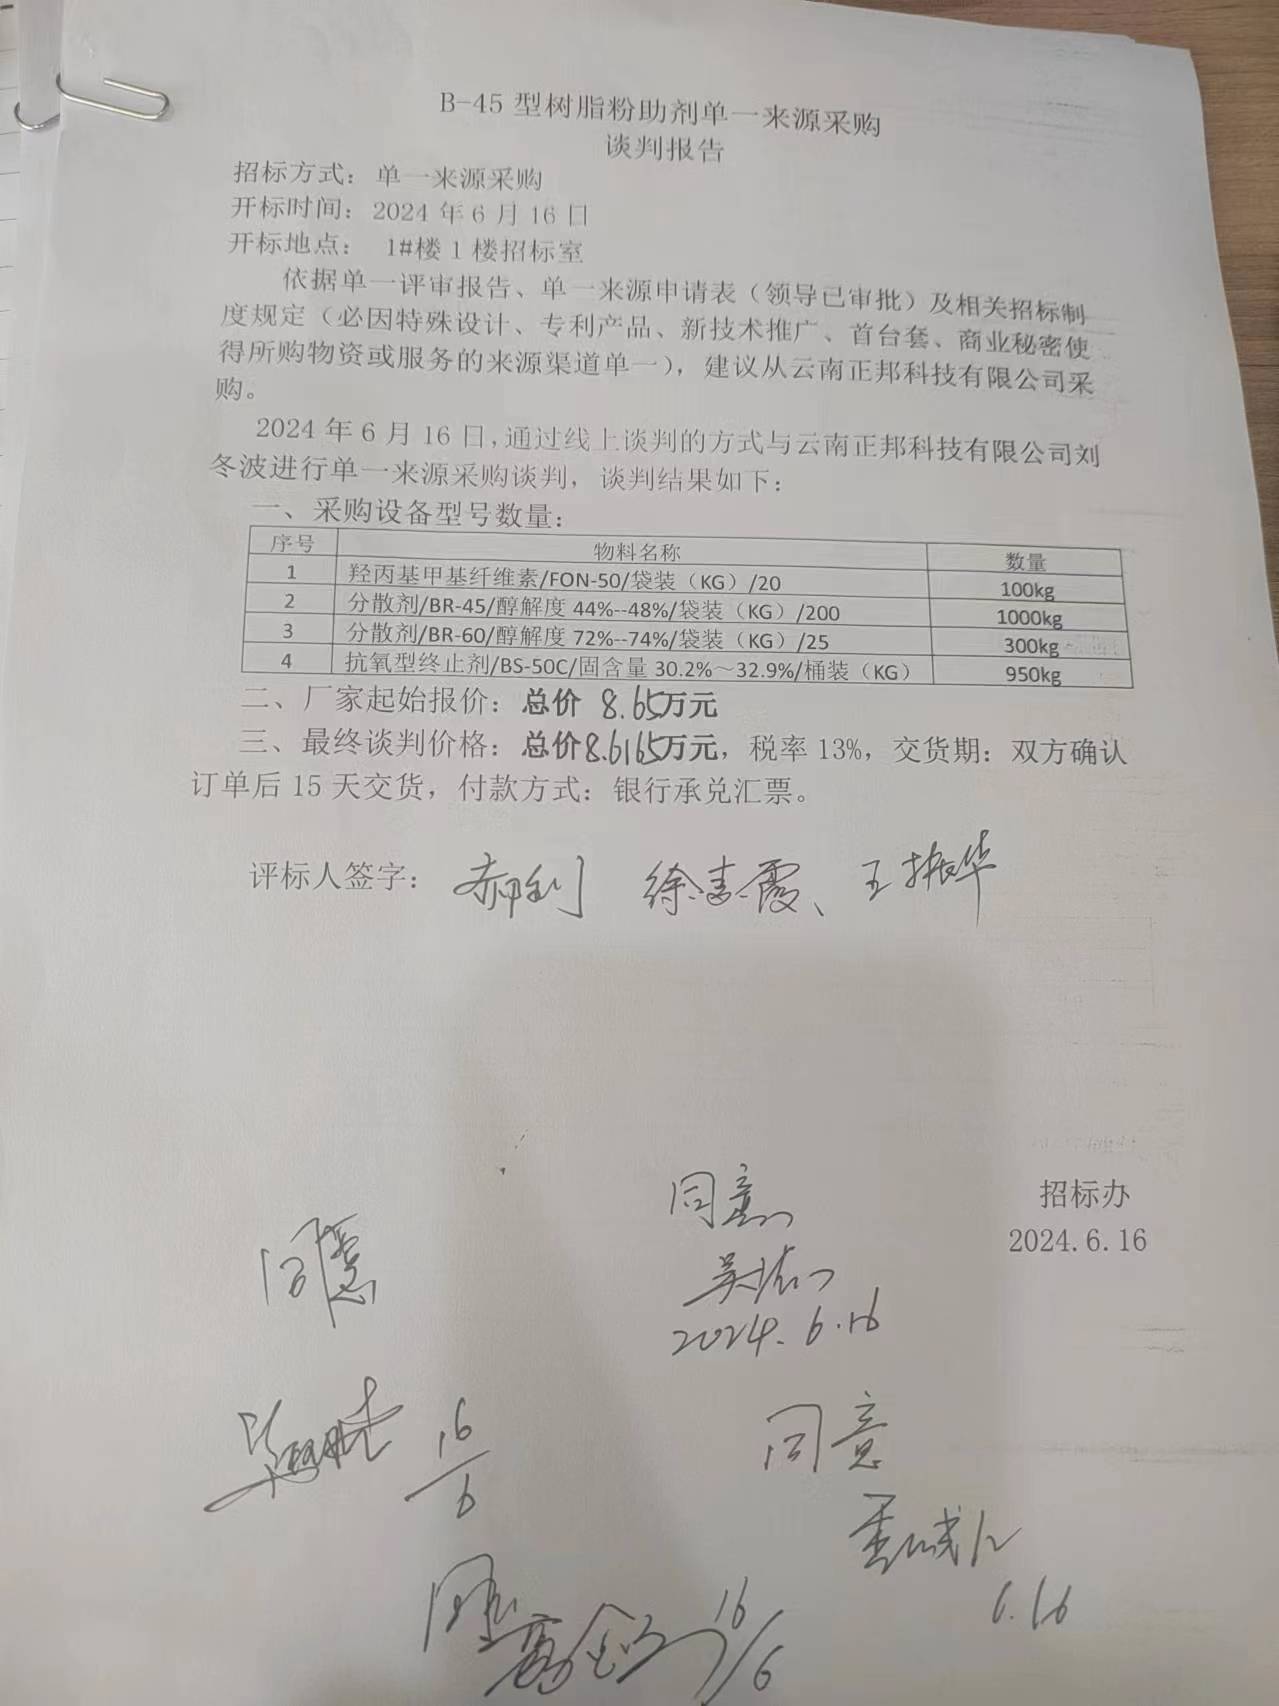 B-45 型树脂粉助剂单一来源采购
谈判报告
招标方式：单一来源采购
开标时间：2024 年 6 月 16 日
开标地点： 1#楼 1 楼招标室
依据单一评审报告、单一来源申请表（领导已审批）及相关招标制
度规定（必因特殊设计、专利产品、新技术推广、首台套、商业秘密使
得所购物资或服务的来源渠道单一），建议从云南正邦科技有限公司采
购。
2024 年 6 月 16 日，通过线上谈判的方式与云南正邦科技有限公司刘
冬波进行单一来源采购谈判，谈判结果如下：
一、采购设备型号数量：
序号 物料名称 数量
1 羟丙基甲基纤维素/FON-50/袋装（KG）/20 100kg
2 分散剂/BR-45/醇解度 44%--48%/袋装（KG）/200 1000kg
3 分散剂/BR-60/醇解度 72%--74%/袋装（KG）/25 300kg
4 抗氧型终止剂/BS-50C/固含量 30.2%～32.9%/桶装（KG） 950kg
二、厂家起始报价：总价 8.65万元
三、最终谈判价格：总价8.6165万元，税率 13%，交货期：双方确认
订单后 15 天交货，付款方式：银行承兑汇票。
评标人签字： 徐素霞、王振华
招标办
2024.6.16
同意
2024.6.16
同意
16/6
同意
6.16
同意
16/6